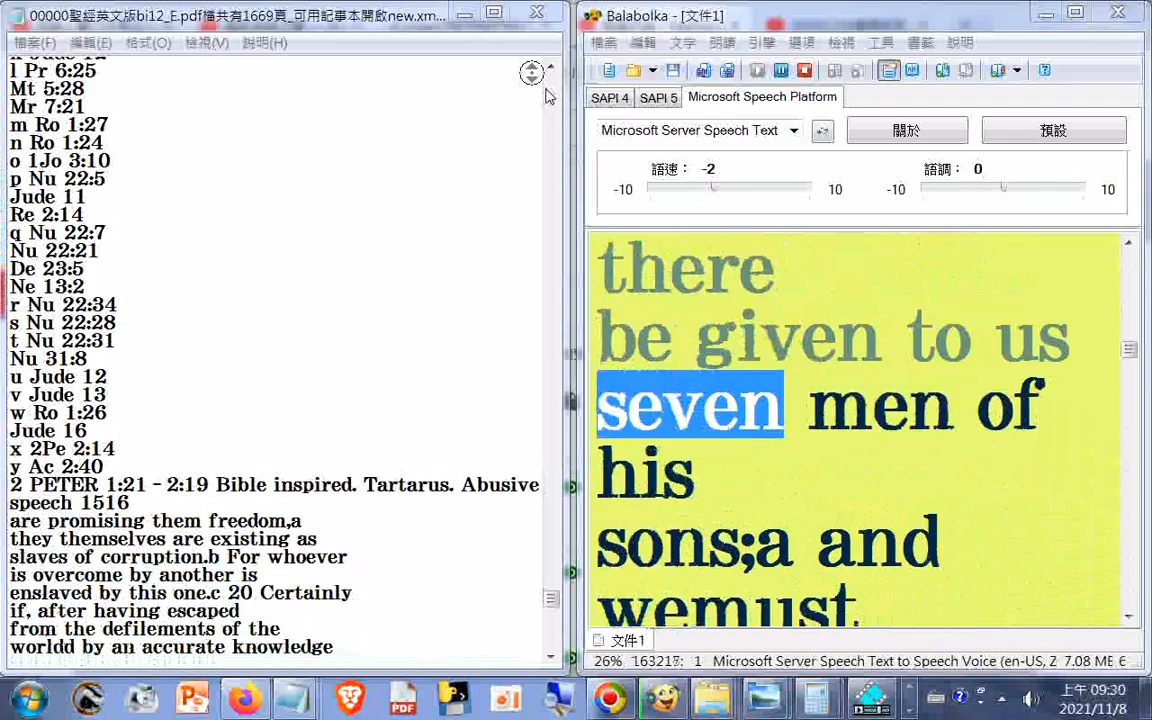 00000聖經英文版bi12_E.pdf檔共有1669頁_可用記事本開啟new.xm...
檔案(F) 編輯(E) 格式(O) 檢視(V) 說明(H)
l Pr 6:25
Mt 5:28
Mr 7:21
m Ro 1:27
n Ro 1:24
o 1Jo 3:10
p Nu 22:5
Jude 11
Re 2:14
q Nu 22:7
Nu 22:21
De 23:5
Ne 13:2
r Nu 22:34
s Nu 22:28
t Nu 22:31
Nu 31:8
u Jude 12
v Jude 13
w Ro 1:26
Jude 16
x 2Pe 2:14
y Ac 2:40
2 PETER 1:21 - 2:19 Bible inspired. Tartarus. Abusive
speech 1516
are promising them freedom,a
they themselves are existing as
slaves of corruption.b For whoever
is overcome by another is
enslaved by this one.c 20 Certainly
if, after having escaped
from the defilements of the
worldd by an accurate knowledge
Balabolka - [文件1]
檔案 編輯 文字 朗讀 引擎 選項 檢視 工具 書籤 說明
SAPI 4 SAPI 5 Microsoft Speech Platform
Microsoft Server Speech Text 關於 預設
語速: -2 語調: 0
-10 10 -10 10
there
be given to us
seven men of
his
sons;a and
wemust
文件1
26% 163217: 1 Microsoft Server Speech Text to Speech Voice (en-US, Z 7.08 MB 6
PDF
上午 09:30
2021/11/8